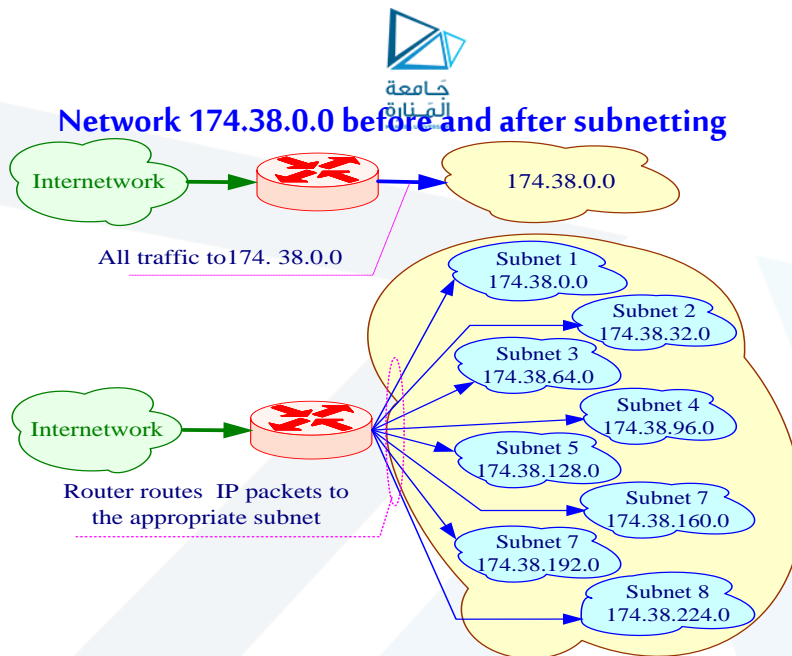 جَامعة
المَـنارة
Network 174.38.0.0 before and after subnetting
Internetwork
174.38.0.0
All traffic to174. 38.0.0
Subnet 1
174.38.0.0
Subnet 2
174.38.32.0
Subnet 3
174.38.64.0
Subnet 4
174.38.96.0
Internetwork
Subnet 5
174.38.128.0
Router routes IP packets to
the appropriate subnet
Subnet 7
174.38.160.0
Subnet 7
174.38.192.0
Subnet 8
174.38.224.0